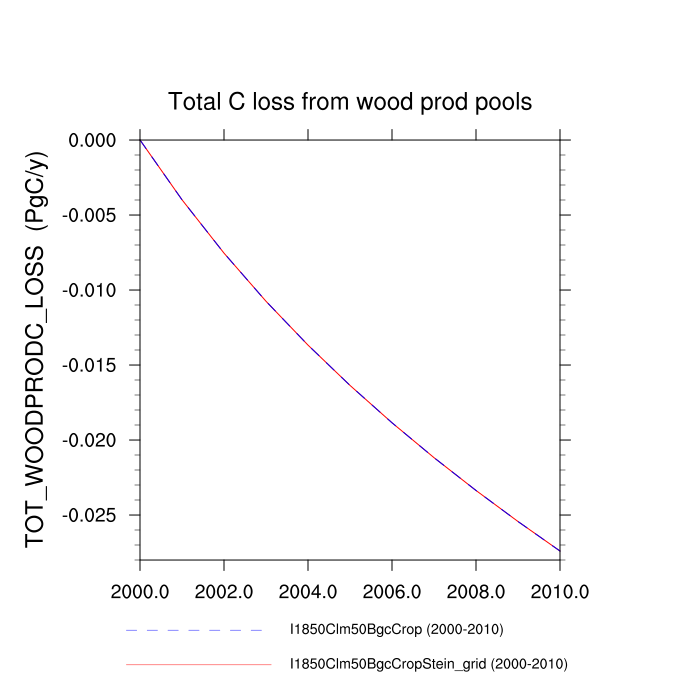 Total C loss from wood prod pools
TOT_WOODPRODC_LOSS (PgC/y)
0.000
-0.005
-0.010
-0.015
-0.020
-0.025
2000.0 2002.0 2004.0 2006.0 2008.0 2010.0
I1850Clm50BgcCrop (2000-2010)
I1850Clm50BgcCropStein_grid (2000-2010)